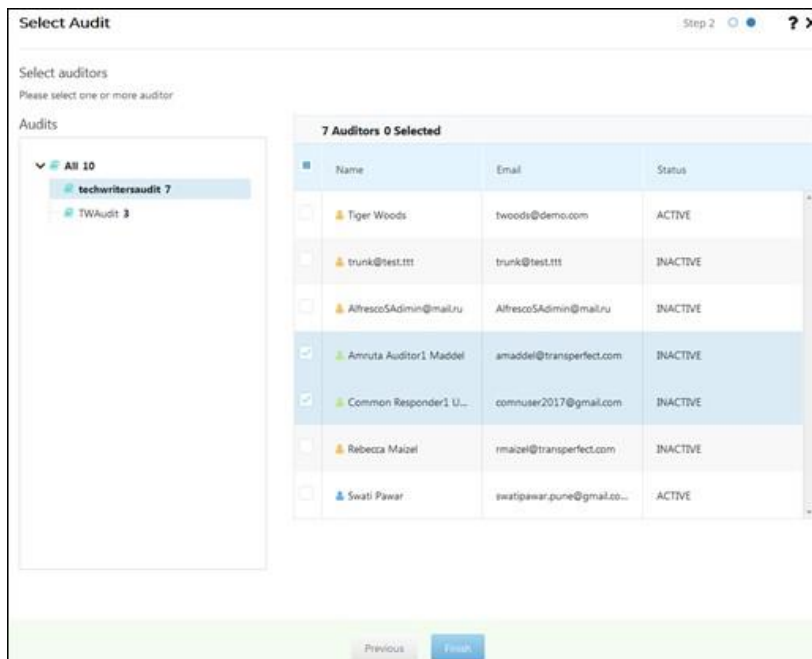 Select Audit
Step 2
? X
Select auditors
Please select one or more auditor
Audits
All 10
techwritersaudit 7
TWAudit 3
7 Auditors 0 Selected
Name Email Status
Tiger Woods twoods@demo.com ACTIVE
trunk@test.ttt trunk@test.ttt INACTIVE
AlfrescoSAdimin@mail.ru AlfrescoSAdimin@mail.ru INACTIVE
Amruta Auditor1 Maddel amaddel@transperfect.com INACTIVE
Common Responder1 U... comnuser2017@gmail.com INACTIVE
Rebecca Maizel rmaizel@transperfect.com INACTIVE
Swati Pawar swatipawar.pune@gmail.co... ACTIVE
Previous Finish